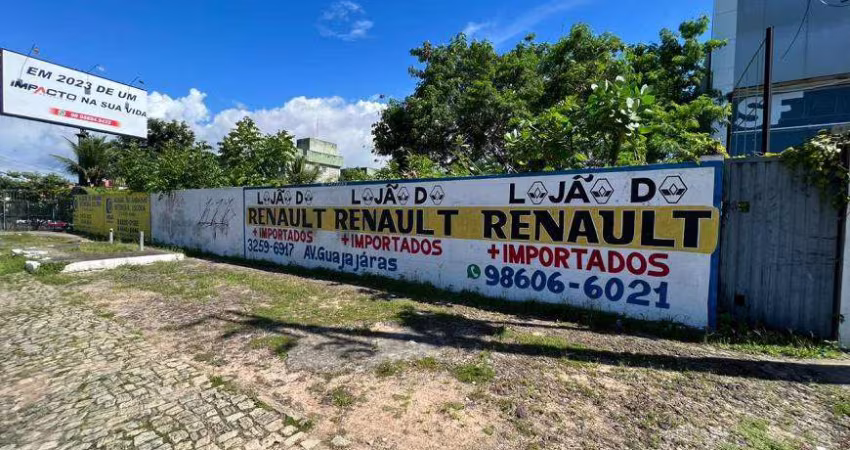 EM 2023 DE UM
IMPACTO NA SUA
VIDA
LOJÃO DO
RENAULT
+IMPORTADOS
3259-6917
AV.Guajajáras
LOJÃO DO
RENAULT
+IMPORTADOS
LOJÃO DO
RENAULT
+IMPORTADOS
98606-6021